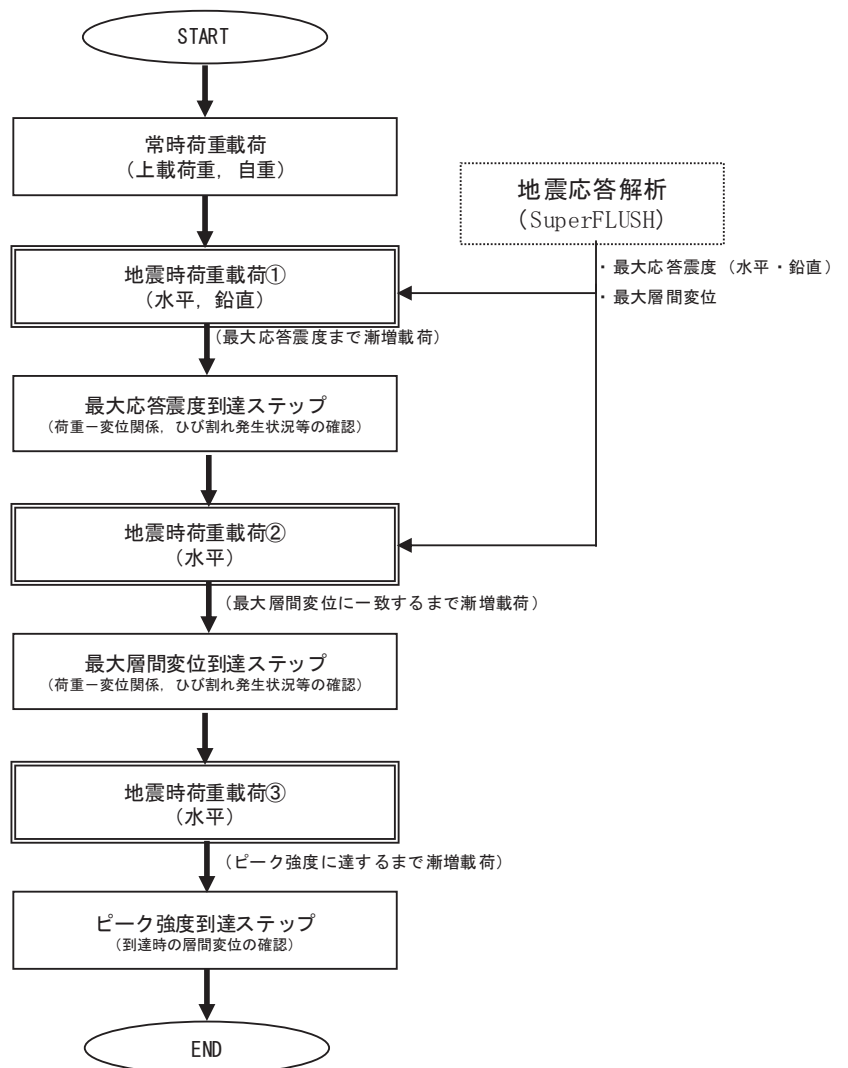 START
常時荷重載荷
（上載荷重，自重）
地震応答解析
（SuperFLUSH）
・最大応答震度（水平・鉛直）
・最大層間変位
地震時荷重載荷①
（水平，鉛直）
（最大応答震度まで漸増載荷）
最大応答震度到達ステップ
（荷重－変位関係，ひび割れ発生状況等の確認）
地震時荷重載荷②
（水平）
（最大層間変位に一致するまで漸増載荷）
最大層間変位到達ステップ
（荷重－変位関係，ひび割れ発生状況等の確認）
地震時荷重載荷③
（水平）
（ピーク強度に達するまで漸増載荷）
ピーク強度到達ステップ
（到達時の層間変位の確認）
END